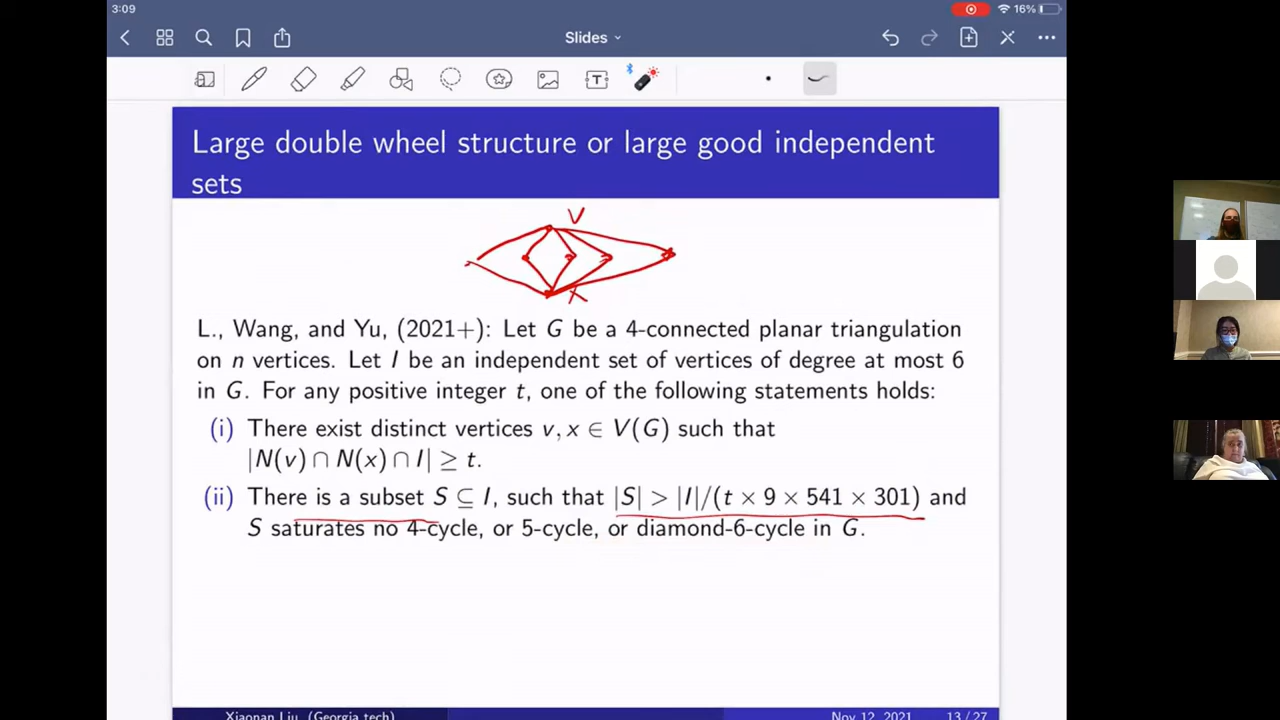 3:09
16%
Slides
Large double wheel structure or large good independent
sets
V
X
L., Wang, and Yu, (2021+): Let G be a 4-connected planar triangulation
on n vertices. Let I be an independent set of vertices of degree at most 6
in G. For any positive integer t, one of the following statements holds:
(i) There exist distinct vertices v, x ∈ V(G) such that
|N(v) ∩ N(x) ∩ I| ≥ t.
(ii) There is a subset S ⊆ I, such that |S| > |I|/(t × 9 × 541 × 301) and
S saturates no 4-cycle, or 5-cycle, or diamond-6-cycle in G.
Xiaonan Liu (Georgia tech)
Nov 12, 2021
13 / 27